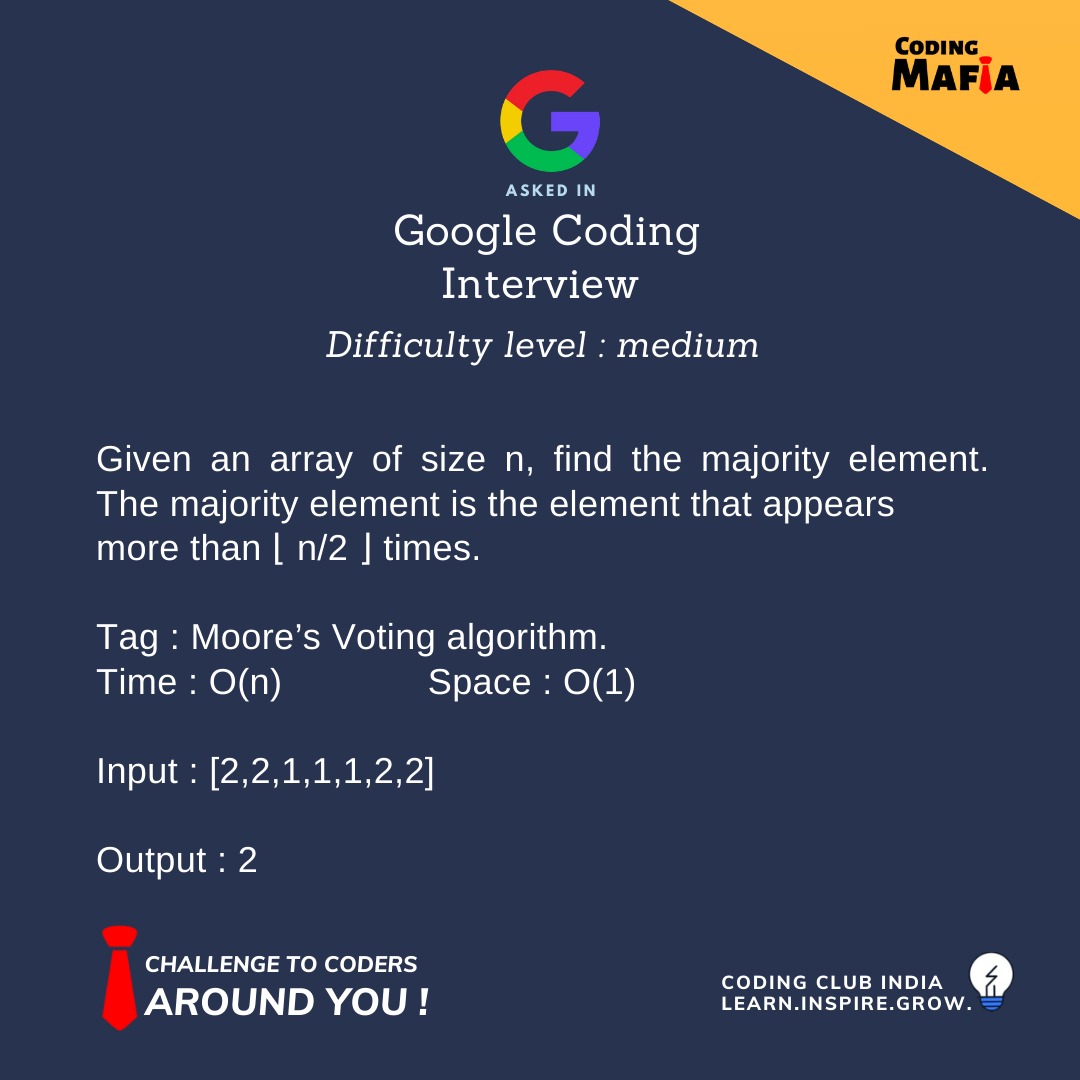 CODING
MAFIA
ASKED IN
Google Coding
Interview
Difficulty level : medium
Given an array of size n, find the majority element.
The majority element is the element that appears
more than ⌊ n/2 ⌋ times.
Tag : Moore’s Voting algorithm.
Time : O(n) Space : O(1)
Input : [2,2,1,1,1,2,2]
Output : 2
CHALLENGE TO CODERS
AROUND YOU !
CODING CLUB INDIA
LEARN.INSPIRE.GROW.